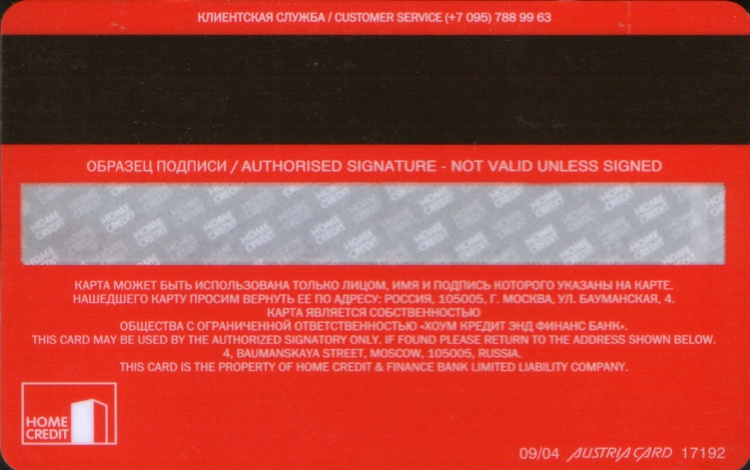 КЛИЕНТСКАЯ СЛУЖБА / CUSTOMER SERVICE (+7 095) 788 99 63
ОБРАЗЕЦ ПОДПИСИ / AUTHORISED SIGNATURE - NOT VALID UNLESS SIGNED
HOME CREDIT
КАРТА МОЖЕТ БЫТЬ ИСПОЛЬЗОВАНА ТОЛЬКО ЛИЦОМ, ИМЯ И ПОДПИСЬ КОТОРОГО УКАЗАНЫ НА КАРТЕ.
НАШЕДШЕГО КАРТУ ПРОСИМ ВЕРНУТЬ ЕЕ ПО АДРЕСУ: РОССИЯ, 105005, Г. МОСКВА, УЛ. БАУМАНСКАЯ, 4.
КАРТА ЯВЛЯЕТСЯ СОБСТВЕННОСТЬЮ
ОБЩЕСТВА С ОГРАНИЧЕННОЙ ОТВЕТСТВЕННОСТЬЮ «ХОУМ КРЕДИТ ЭНД ФИНАНС БАНК».
THIS CARD MAY BE USED BY THE AUTHORIZED SIGNATORY ONLY. IF FOUND PLEASE RETURN TO THE ADDRESS SHOWN BELOW.
4, BAUMANSKAYA STREET, MOSCOW, 105005, RUSSIA.
THIS CARD IS THE PROPERTY OF HOME CREDIT & FINANCE BANK LIMITED LIABILITY COMPANY.
HOME
CREDIT
09/04 AUSTRIACARD 17192